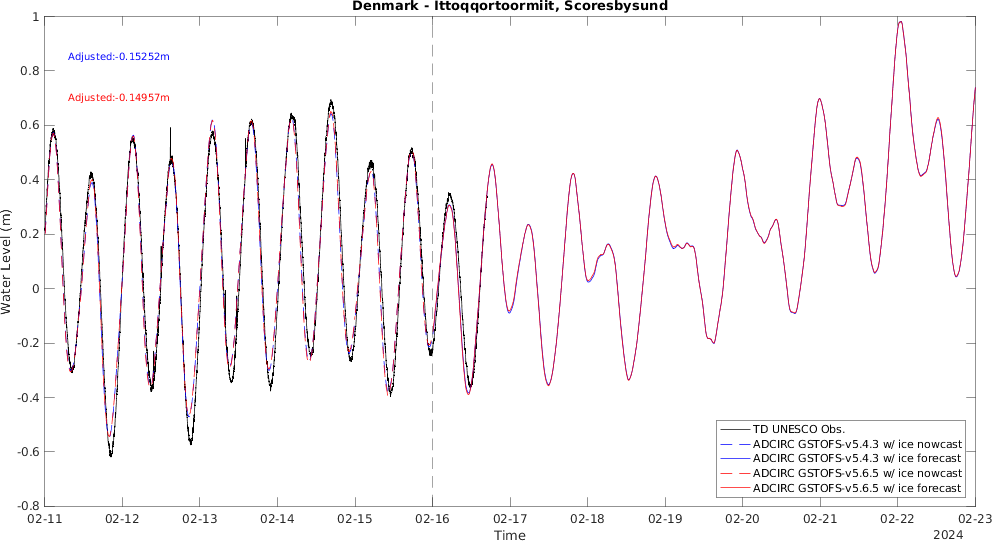 Denmark - Ittoqqortoormiit, Scoresbysund
Adjusted:-0.15252m
Adjusted:-0.14957m
Water Level (m)
1
0.8
0.6
0.4
0.2
0
-0.2
-0.4
-0.6
-0.8
TD UNESCO Obs.
ADCIRC GSTOFS-v5.4.3 w/ ice nowcast
ADCIRC GSTOFS-v5.4.3 w/ ice forecast
ADCIRC GSTOFS-v5.6.5 w/ ice nowcast
ADCIRC GSTOFS-v5.6.5 w/ ice forecast
02-11 02-12 02-13 02-14 02-15 02-16 02-17 02-18 02-19 02-20 02-21 02-22 02-23
Time
2024